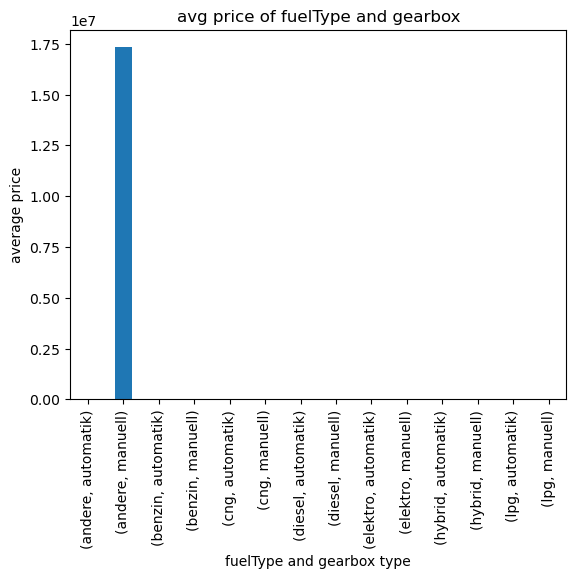 avg price of fuelType and gearbox
1e7
1.75
1.50
1.25
1.00
0.75
0.50
0.25
0.00
average price
(andere, automatik)
(andere, manuell)
(benzin, automatik)
(benzin, manuell)
(cng, automatik)
(cng, manuell)
(diesel, automatik)
(diesel, manuell)
(elektro, automatik)
(elektro, manuell)
(hybrid, automatik)
(hybrid, manuell)
(lpg, automatik)
(lpg, manuell)
fuelType and gearbox type